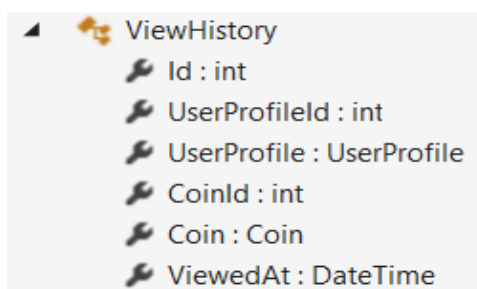 ViewHistory
Id : int
UserProfileId : int
UserProfile : UserProfile
CoinId : int
Coin : Coin
ViewedAt : DateTime